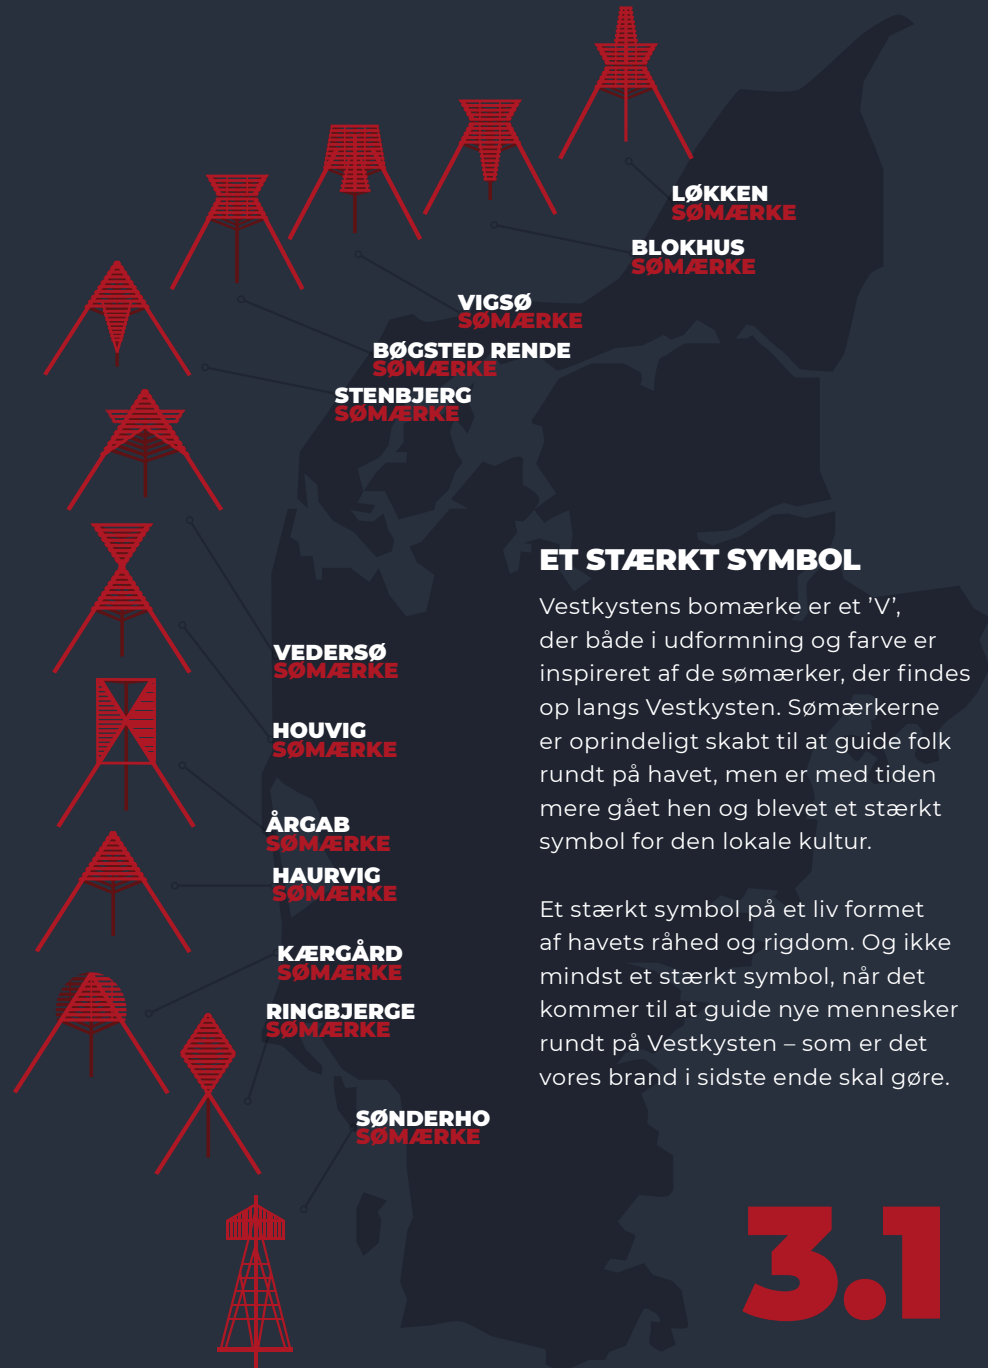 LØKKEN
SØMÆRKE
BLOKHUS
SØMÆRKE
VIGSØ
SØMÆRKE
BØGSTED RENDE
SØMÆRKE
STENBJERG
SØMÆRKE
VEDERSØ
SØMÆRKE
HOUVIG
SØMÆRKE
ÅRGAB
SØMÆRKE
HAURVIG
SØMÆRKE
KÆRGÅRD
SØMÆRKE
RINGBJERGE
SØMÆRKE
SØNDERHO
SØMÆRKE
ET STÆRKT SYMBOL
Vestkystens bomærke er et ’V’,
der både i udformning og farve er
inspireret af de sømærker, der findes
op langs Vestkysten. Sømærkerne
er oprindeligt skabt til at guide folk
rundt på havet, men er med tiden
mere gået hen og blevet et stærkt
symbol for den lokale kultur.
Et stærkt symbol på et liv formet
af havets råhed og rigdom. Og ikke
mindst et stærkt symbol, når det
kommer til at guide nye mennesker
rundt på Vestkysten – som er det
vores brand i sidste ende skal gøre.
3.1